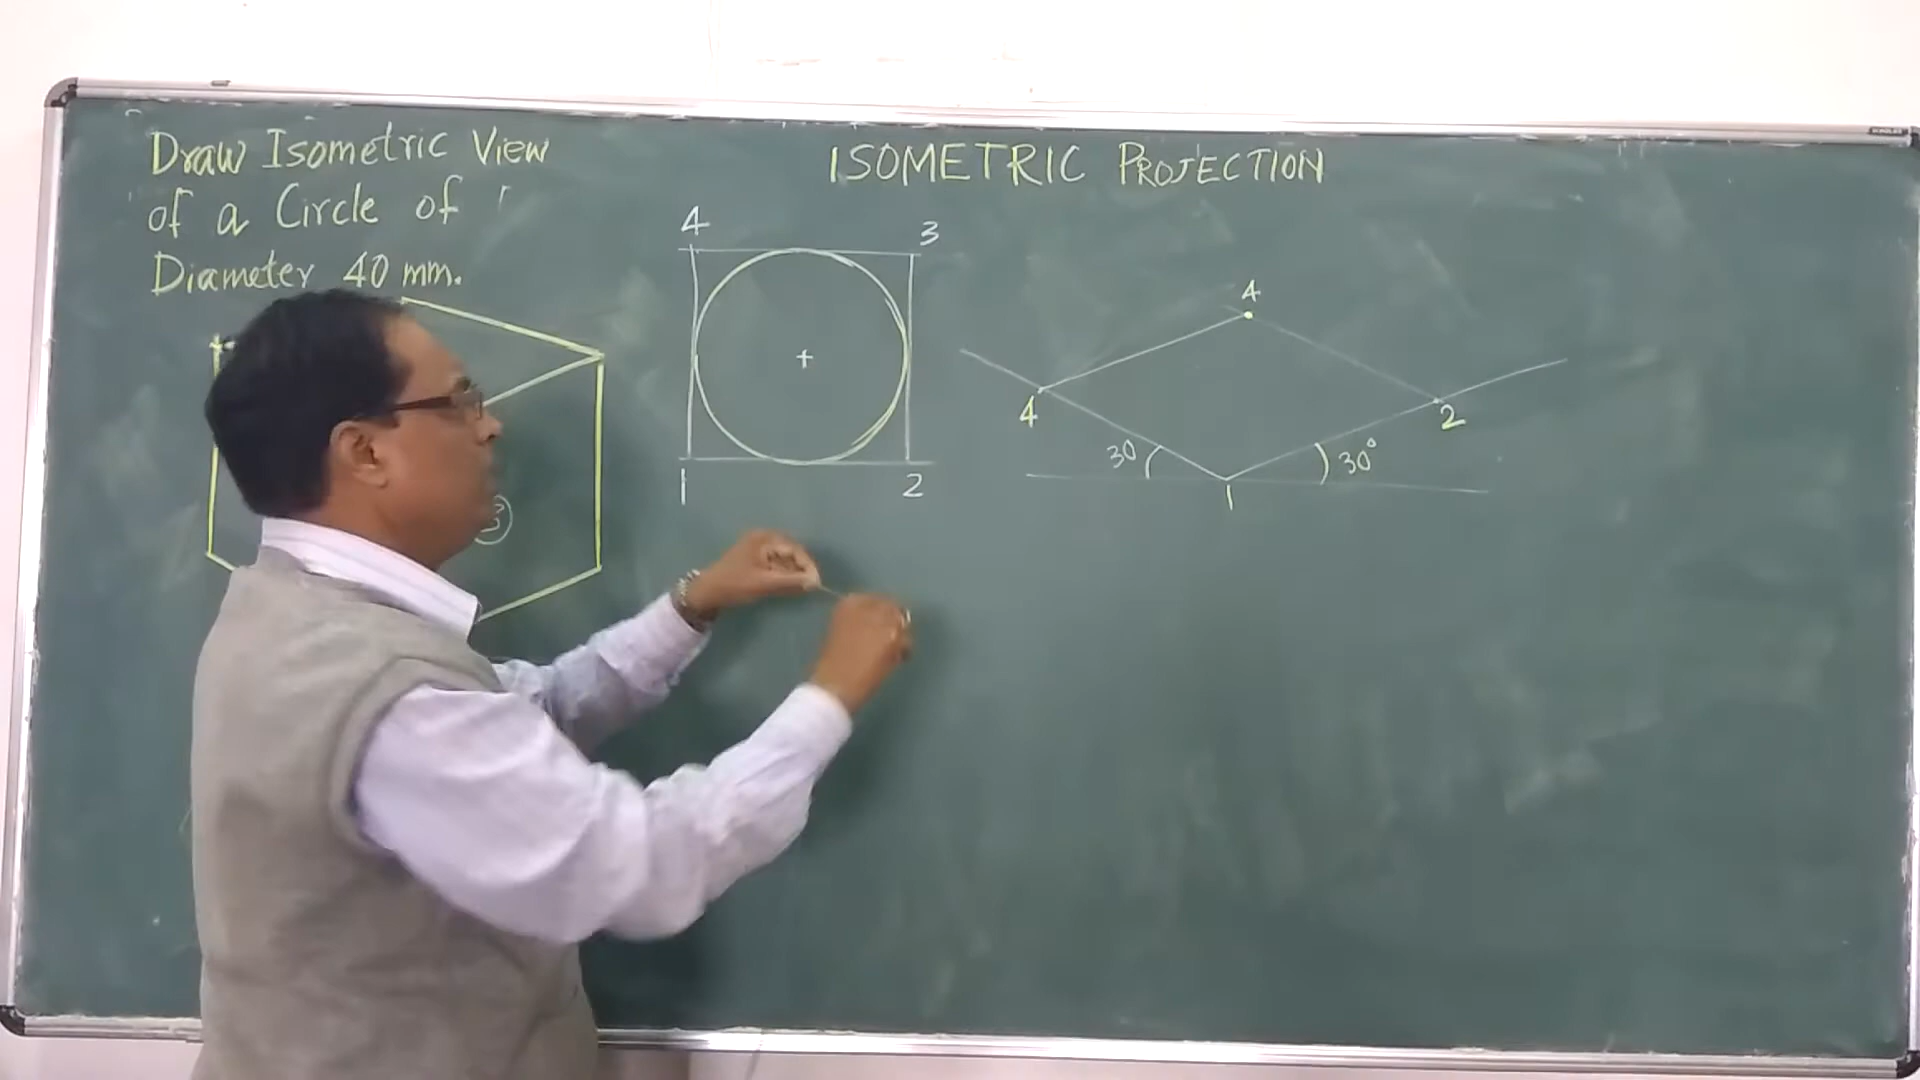 Draw Isometric View
of a Circle of
Diameter 40 mm.
ISOMETRIC PROJECTION
4 3
1 2
4
4 2
30 30°
1
3